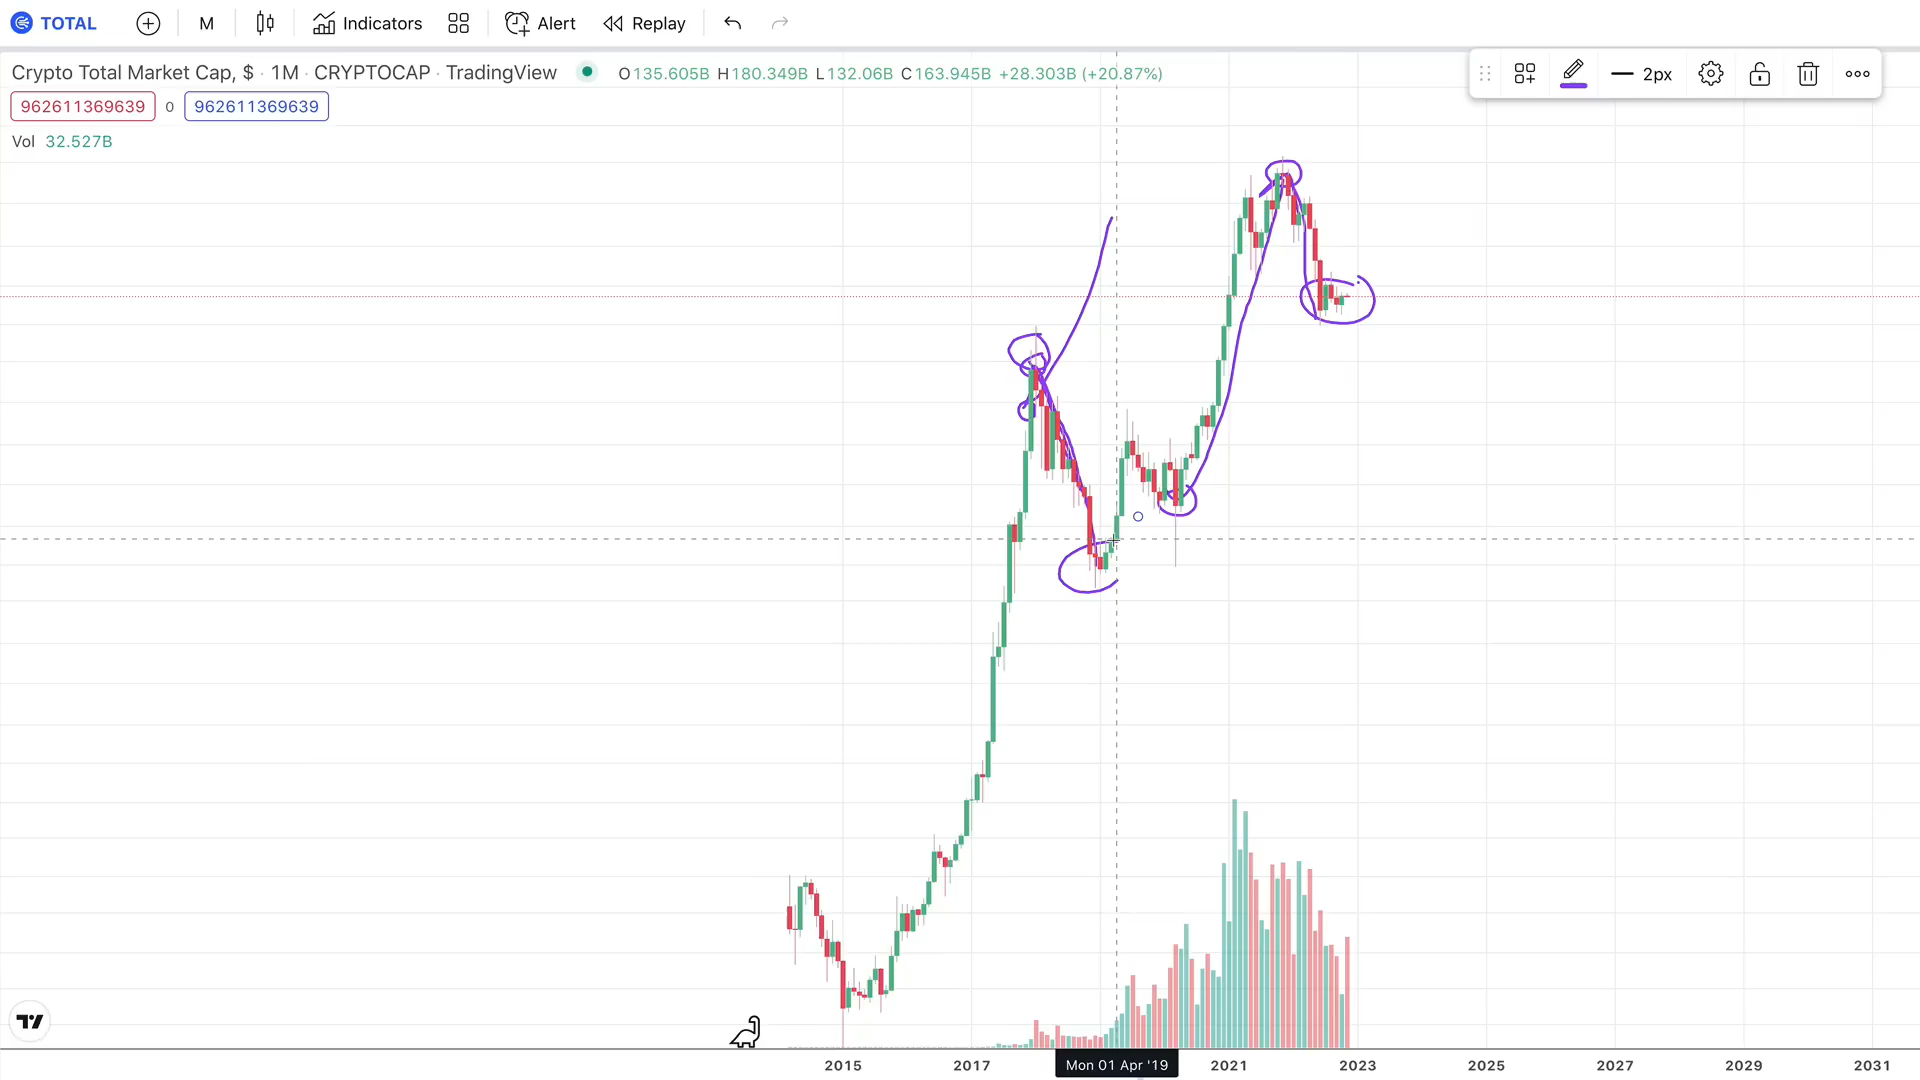 TOTAL M Indicators Alert Replay
Crypto Total Market Cap, $ · 1M · CRYPTOCAP · TradingView O135.605B H180.349B L132.06B C163.945B +28.303B (+20.87%) 2px
962611369639 0 962611369639
Vol 32.527B
2015 2017 Mon 01 Apr '19 2021 2023 2025 2027 2029 2031